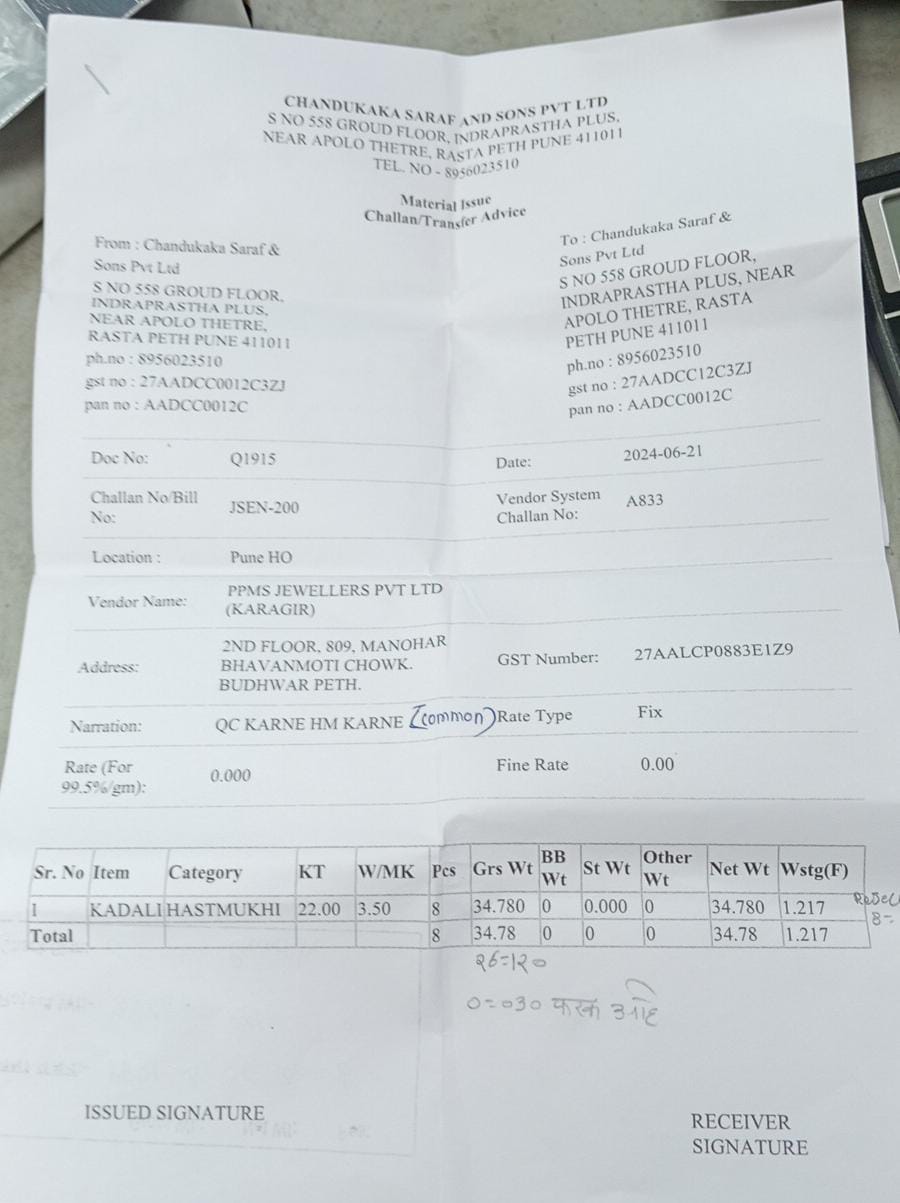 CHANDUKAKA SARAF AND SONS PVT LTD
S NO 558 GROUD FLOOR, INDRAPRASTHA PLUS,
NEAR APOLO THETRE, RASTA PETH PUNE 411011
TEL. NO - 8956023510
Material Issue
Challan/Transfer Advice
From : Chandukaka Saraf &
Sons Pvt Ltd
S NO 558 GROUD FLOOR,
INDRAPRASTHA PLUS,
NEAR APOLO THETRE,
RASTA PETH PUNE 411011
ph.no : 8956023510
gst no : 27AADCC0012C3ZJ
pan no : AADCC0012C
To : Chandukaka Saraf &
Sons Pvt Ltd
S NO 558 GROUD FLOOR,
INDRAPRASTHA PLUS, NEAR
APOLO THETRE, RASTA
PETH PUNE 411011
ph.no : 8956023510
gst no : 27AADCC12C3ZJ
pan no : AADCC0012C
Doc No: Q1915 Date: 2024-06-21
Challan No/Bill No: JSEN-200 Vendor System Challan No: A833
Location : Pune HO
Vendor Name: PPMS JEWELLERS PVT LTD
(KARAGIR)
Address: 2ND FLOOR, 809, MANOHAR
BHAVANMOTI CHOWK.
BUDHWAR PETH.
GST Number: 27AALCP0883E1Z9
Narration: QC KARNE HM KARNE (common) Rate Type Fix
Rate (For 99.5%/gm): 0.000 Fine Rate 0.00
Sr. No Item Category KT W/MK Pcs Grs Wt BB Wt St Wt Other Wt Net Wt Wstg(F)
1 KADALI HASTMUKHI 22.00 3.50 8 34.780 0 0.000 0 34.780 1.217
Total 8 34.78 0 0 0 34.78 1.217
26=120
0=030 फरक आहे
ISSUED SIGNATURE
RECEIVER
SIGNATURE